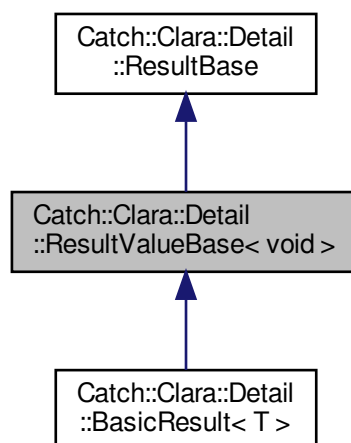 Catch::Clara::Detail
::ResultBase
Catch::Clara::Detail
::ResultValueBase< void >
Catch::Clara::Detail
::BasicResult< T >